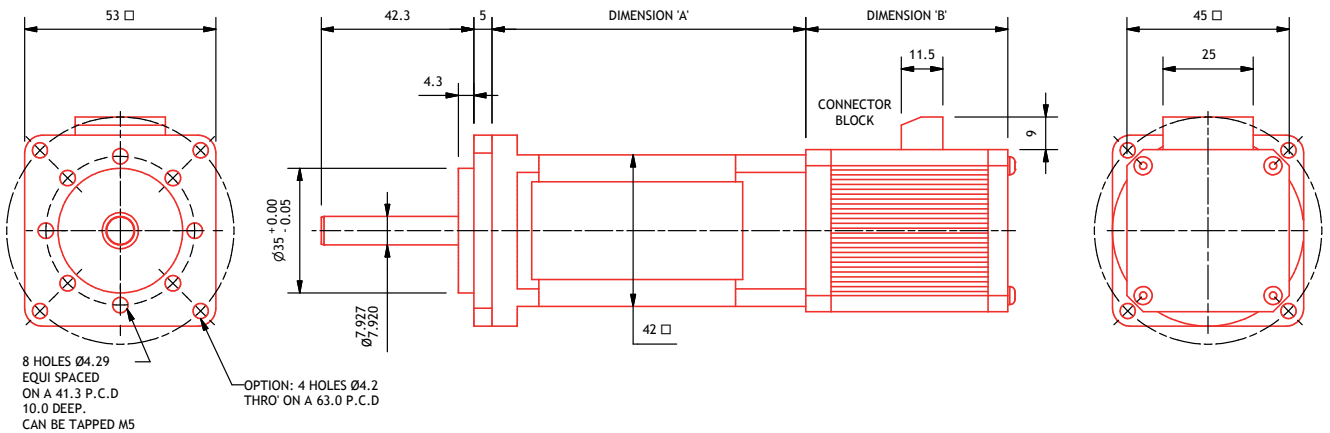 53 □
42.3
5
DIMENSION 'A'
DIMENSION 'B'
45 □
11.5
25
4.3
CONNECTOR
BLOCK
9
Ø35 +0.00
- 0.05
Ø7.927
7.920
42 □
8 HOLES Ø4.29
EQUI SPACED
ON A 41.3 P.C.D
10.0 DEEP.
CAN BE TAPPED M5
OPTION: 4 HOLES Ø4.2
THRO' ON A 63.0 P.C.D